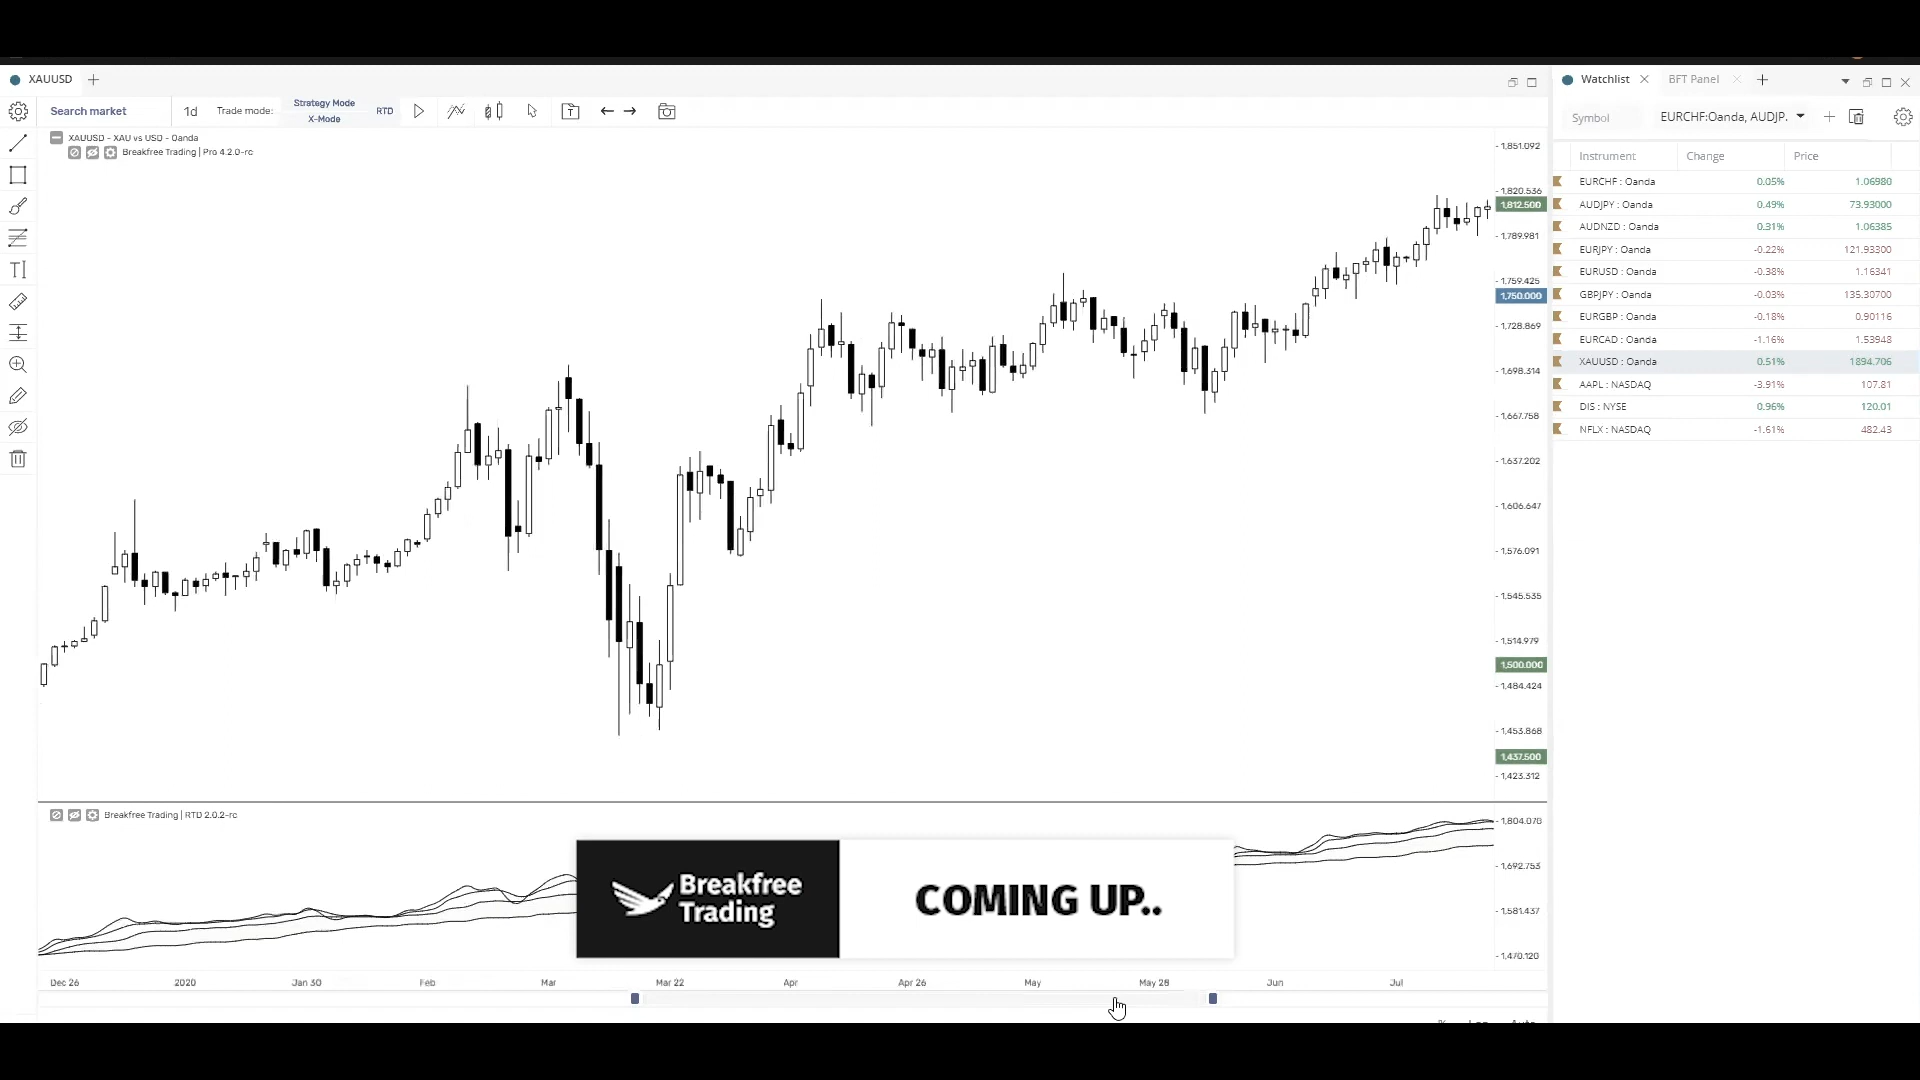 XAUUSD
Watchlist
BFT Panel
Search market
1d
Trade mode:
Strategy Mode
X-Mode
RTD
Symbol
EURCHF:Oanda, AUDJP.
XAUUSD - XAU vs USD - Oanda
Breakfree Trading | Pro 4.2.0-rc
Instrument Change Price
EURCHF : Oanda 0.05% 1.06980
AUDJPY : Oanda 0.49% 73.93000
AUDNZD : Oanda 0.31% 1.06385
EURJPY : Oanda -0.22% 121.93300
EURUSD : Oanda -0.38% 1.16341
GBPJPY : Oanda -0.03% 135.30700
EURGBP : Oanda -0.18% 0.90116
EURCAD : Oanda -1.16% 1.53948
XAUUSD : Oanda 0.51% 1894.706
AAPL : NASDAQ -3.91% 107.81
DIS : NYSE 0.96% 120.01
NFLX : NASDAQ -1.61% 482.43
1,851.092
1,820.536
1,812.500
1,789.981
1,759.425
1,750.000
1,728.869
1,698.314
1,667.758
1,637.202
1,606.647
1,576.091
1,545.535
1,514.979
1,500.000
1,484.424
1,453.868
1,437.500
1,423.312
Breakfree Trading | RTD 2.0.2-rc
1,804.078
1,692.753
1,581.437
1,470.120
Breakfree
Trading
COMING UP..
Dec 26 2020 Jan 30 Feb Mar Mar 22 Apr Apr 26 May May 28 Jun Jul